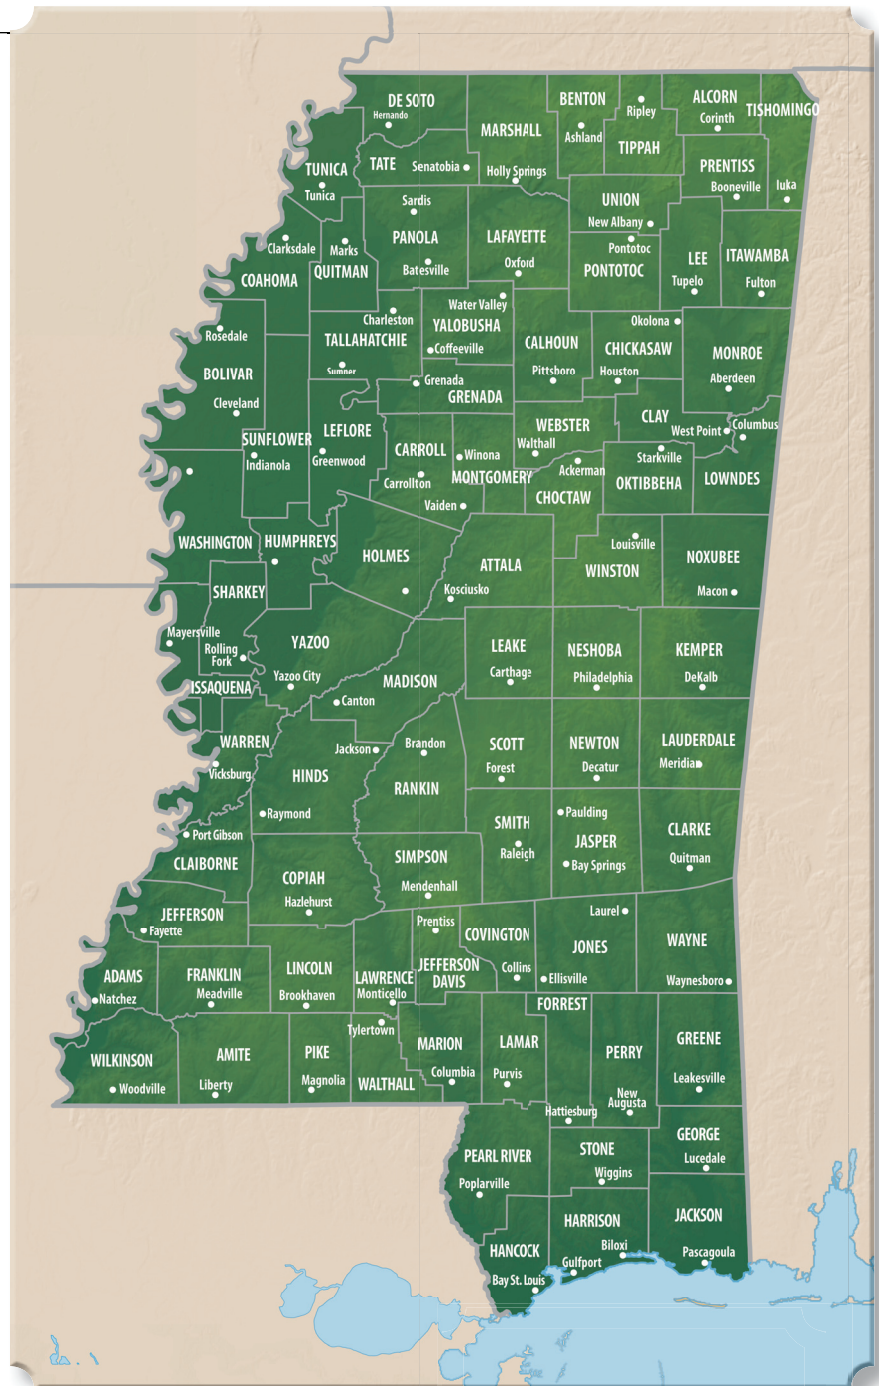 DE SOTO
Hernando
MARSHALL
Holly Springs
BENTON
Ashland
Ripley
TIPPAH
ALCORN
Corinth
TISHOMINGO
Iuka
TUNICA
Tunica
TATE
Senatobia
PRENTISS
Booneville
UNION
New Albany
Sardis
PANOLA
Batesville
LAFAYETTE
Oxford
Pontotoc
PONTOTOC
LEE
Tupelo
ITAWAMBA
Fulton
Clarksdale
COAHOMA
Marks
QUITMAN
Charleston
TALLAHATCHIE
Sumner
Water Valley
YALOBUSHA
Coffeeville
CALHOUN
Pittsboro
Okolona
CHICKASAW
Houston
MONROE
Aberdeen
Rosedale
BOLIVAR
Cleveland
Grenada
GRENADA
SUNFLOWER
Indianola
LEFLORE
Greenwood
CARROLL
Carrollton
Winona
MONTGOMERY
Vaiden
WEBSTER
Walthall
CLAY
West Point
Columbus
LOWNDES
Ackerman
CHOCTAW
Starkville
OKTIBBEHA
WASHINGTON
HUMPHREYS
HOLMES
ATTALA
Kosciusko
Louisville
WINSTON
NOXUBEE
Macon
SHARKEY
Rolling
Fork
Mayersville
ISSAQUENA
YAZOO
Yazoo City
MADISON
Canton
LEAKE
Carthage
NESHOBA
Philadelphia
KEMPER
DeKalb
WARREN
Vicksburg
Jackson
HINDS
Raymond
Brandon
RANKIN
SCOTT
Forest
NEWTON
Decatur
LAUDERDALE
Meridian
Port Gibson
CLAIBORNE
COPIAH
Hazlehurst
SIMPSON
Mendenhall
SMITH
Raleigh
Paulding
JASPER
Bay Springs
CLARKE
Quitman
JEFFERSON
Fayette
ADAMS
Natchez
FRANKLIN
Meadville
LINCOLN
Brookhaven
LAWRENCE
Monticello
Prentiss
JEFFERSON
DAVIS
COVINGTON
Collins
Laurel
JONES
Ellisville
WAYNE
Waynesboro
WILKINSON
Woodville
AMITE
Liberty
PIKE
Magnolia
Tylertown
WALTHALL
MARION
Columbia
LAMAR
Purvis
FORREST
Hattiesburg
PERRY
New
Augusta
GREENE
Leakesville
PEARL RIVER
Poplarville
STONE
Wiggins
GEORGE
Lucedale
HANCOCK
Bay St. Louis
HARRISON
Biloxi
Gulfport
JACKSON
Pascagoula